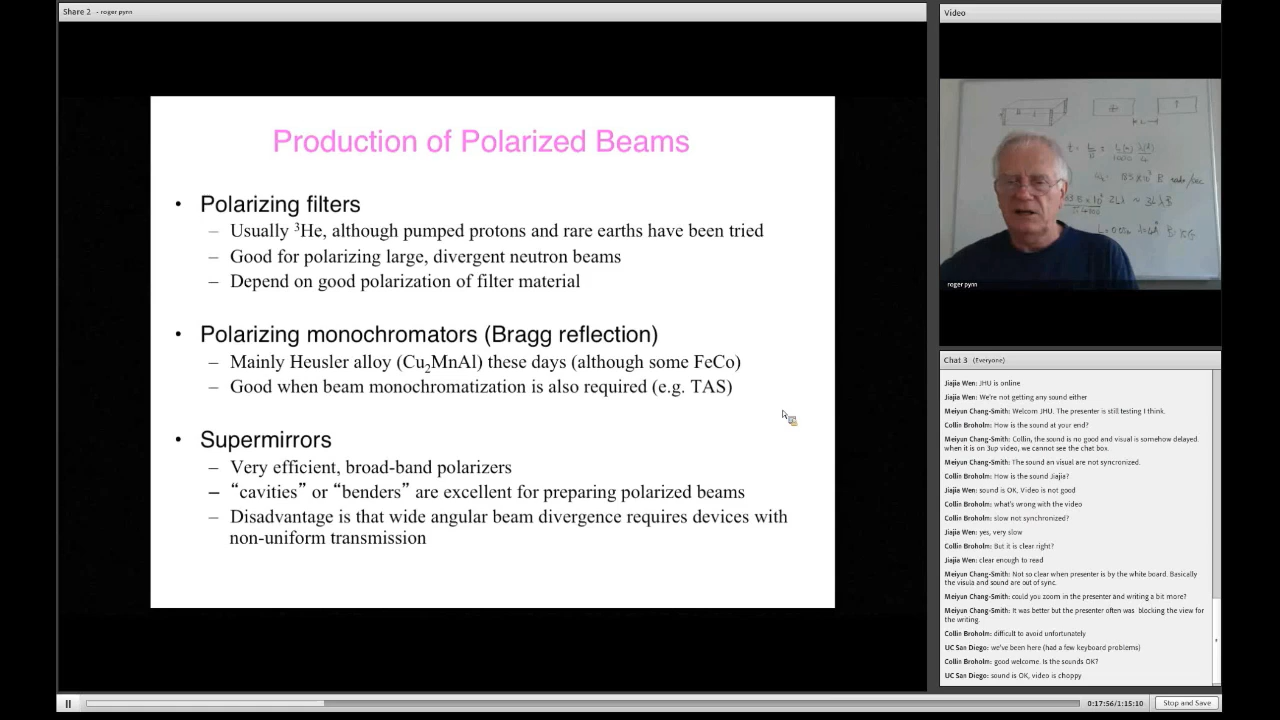 Share 2 - roger pynn
Production of Polarized Beams
• Polarizing filters
– Usually ³He, although pumped protons and rare earths have been tried
– Good for polarizing large, divergent neutron beams
– Depend on good polarization of filter material
• Polarizing monochromators (Bragg reflection)
– Mainly Heusler alloy (Cu₂MnAl) these days (although some FeCo)
– Good when beam monochromatization is also required (e.g. TAS)
• Supermirrors
– Very efficient, broad-band polarizers
– “cavities” or “benders” are excellent for preparing polarized beams
– Disadvantage is that wide angular beam divergence requires devices with
non-uniform transmission
Video
roger pynn
Chat 3 (Everyone)
Jiajia Wen: JHU is online
Jiajia Wen: We're not getting any sound either
Meiyun Chang-Smith: Welcom JHU. The presenter is still testing I think.
Collin Broholm: How is the sound at your end?
Meiyun Chang-Smith: Collin, the sound is no good and visual is somehow delayed.
when it is on 3up video, we cannot see the chat box.
Meiyun Chang-Smith: The sound an visual are not syncronized.
Collin Broholm: How is the sound Jiajia?
Jiajia Wen: sound is OK, Video is not good
Collin Broholm: what's wrong with the video
Collin Broholm: slow not synchronized?
Jiajia Wen: yes, very slow
Collin Broholm: But it is clear right?
Jiajia Wen: clear enough to read
Meiyun Chang-Smith: Not so clear when presenter is by the white board. Basically
the visula and sound are out of sync.
Meiyun Chang-Smith: could you zoom in the presenter and writing a bit more?
Meiyun Chang-Smith: It was better but the presenter often was blocking the view for
the writing.
Collin Broholm: difficult to avoid unfortunately
UC San Diego: we've been here (had a few keyboard problems)
Collin Broholm: good welcome. Is the sounds OK?
UC San Diego: sound is OK, video is choppy
0:17:56/1:15:10
Stop and Save